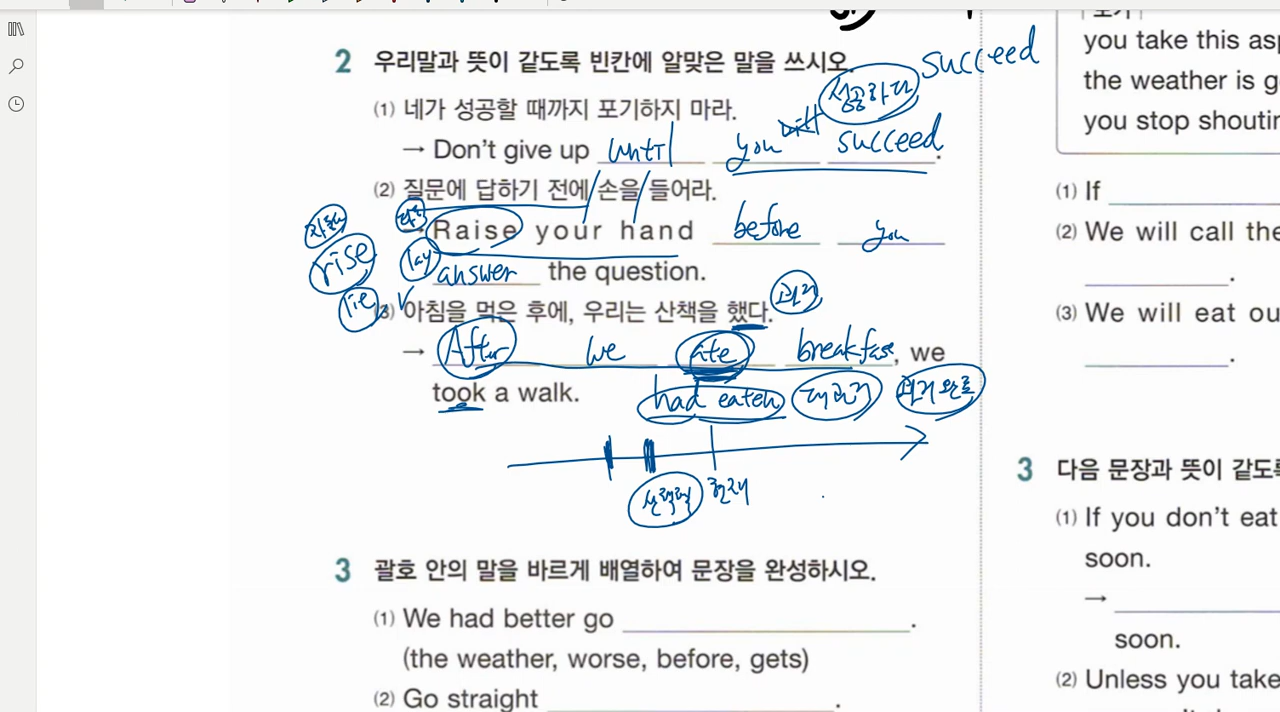 2 우리말과 뜻이 같도록 빈칸에 알맞은 말을 쓰시오.
succeed
성공하다
(1) 네가 성공할 때까지 포기하지 마라.
will
→ Don't give up until you succeed.
(2) 질문에 답하기 전에 손을 들어라.
→ Raise your hand before you
rise
lay
answer the question.
lie
(3) 아침을 먹은 후에, 우리는 산책을 했다.
과거
→ After we ate breakfast, we
took a walk.
had eaten 대과거 과거완료
산책 현재
3 괄호 안의 말을 바르게 배열하여 문장을 완성하시오.
(1) We had better go .
(the weather, worse, before, gets)
(2) Go straight .
보기
you take this asp
the weather is g
you stop shoutin
(1) If
(2) We will call the
.
(3) We will eat ou
.
3 다음 문장과 뜻이 같도록
(1) If you don't eat
soon.
→
soon.
(2) Unless you take